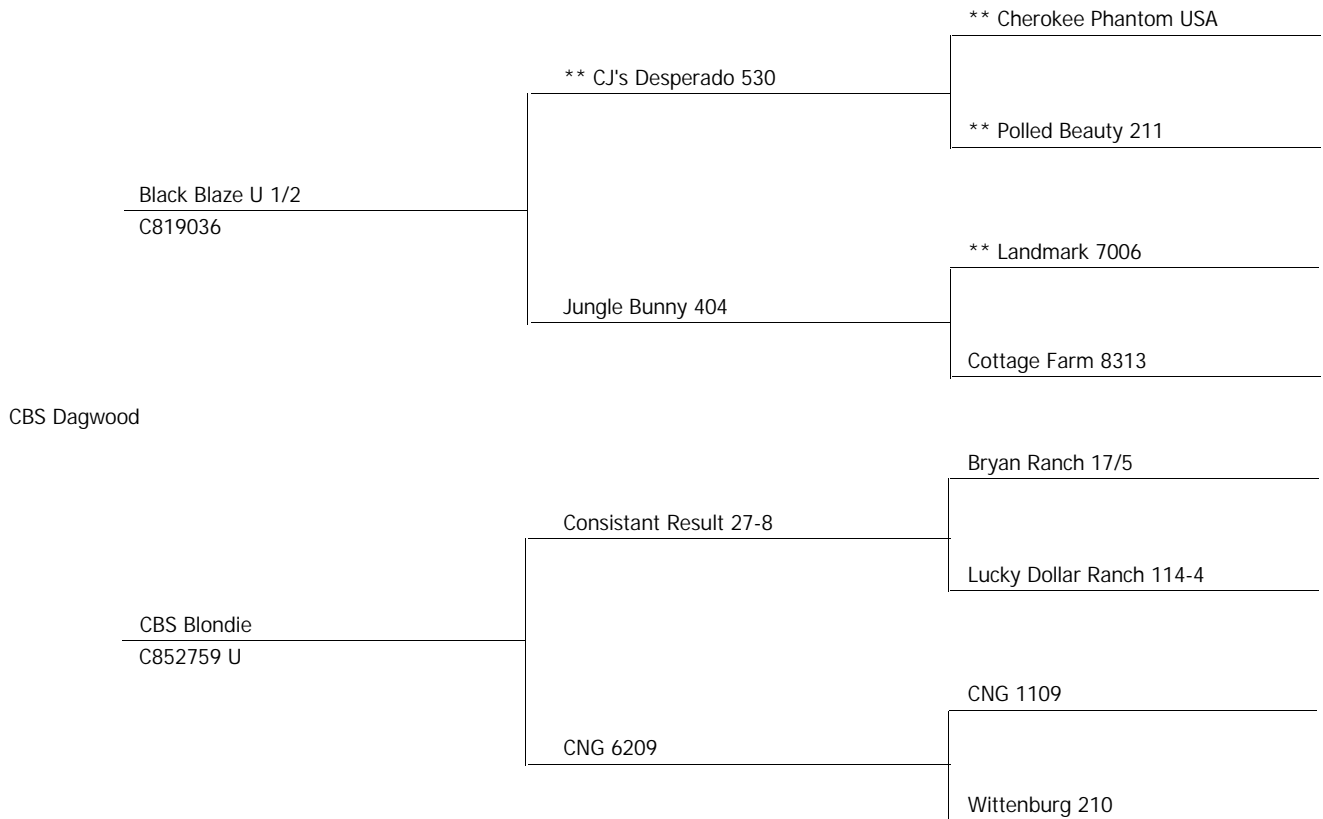 ** Cherokee Phantom USA
** CJ's Desperado 530
** Polled Beauty 211
Black Blaze U 1/2
C819036
** Landmark 7006
Jungle Bunny 404
Cottage Farm 8313
CBS Dagwood
Bryan Ranch 17/5
Consistant Result 27-8
Lucky Dollar Ranch 114-4
CBS Blondie
C852759 U
CNG 1109
CNG 6209
Wittenburg 210